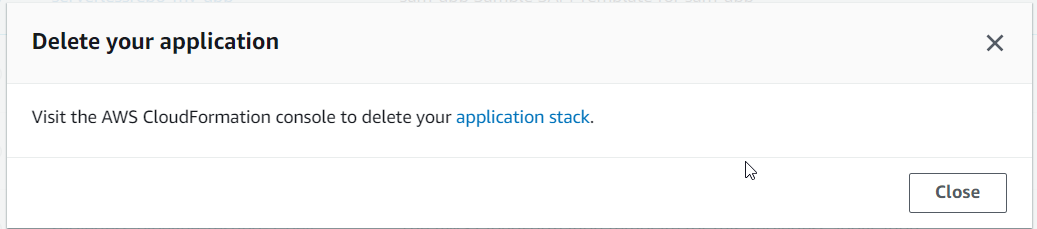 Delete your application
Visit the AWS CloudFormation console to delete your application stack.
Close